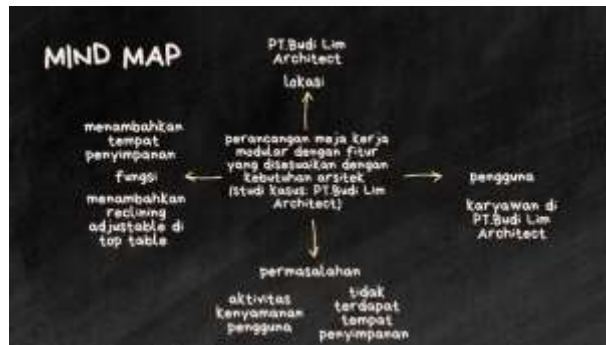 MIND MAP
PT.Budi Lim
Architect
lokasi
menambahkan
tempat
penyimpanan
fungsi
menambahkan
reclining
adjustable di
top table
perancangan meja kerja
modular dengan fitur
yang disesuaikan dengan
kebutuhan arsitek
(studi kasus: PT.Budi Lim
Architect)
pengguna
karyawan di
PT.Budi Lim
Architect
permasalahan
aktivitas
kenyamanan
pengguna
tidak
terdapat
tempat
penyimpanan